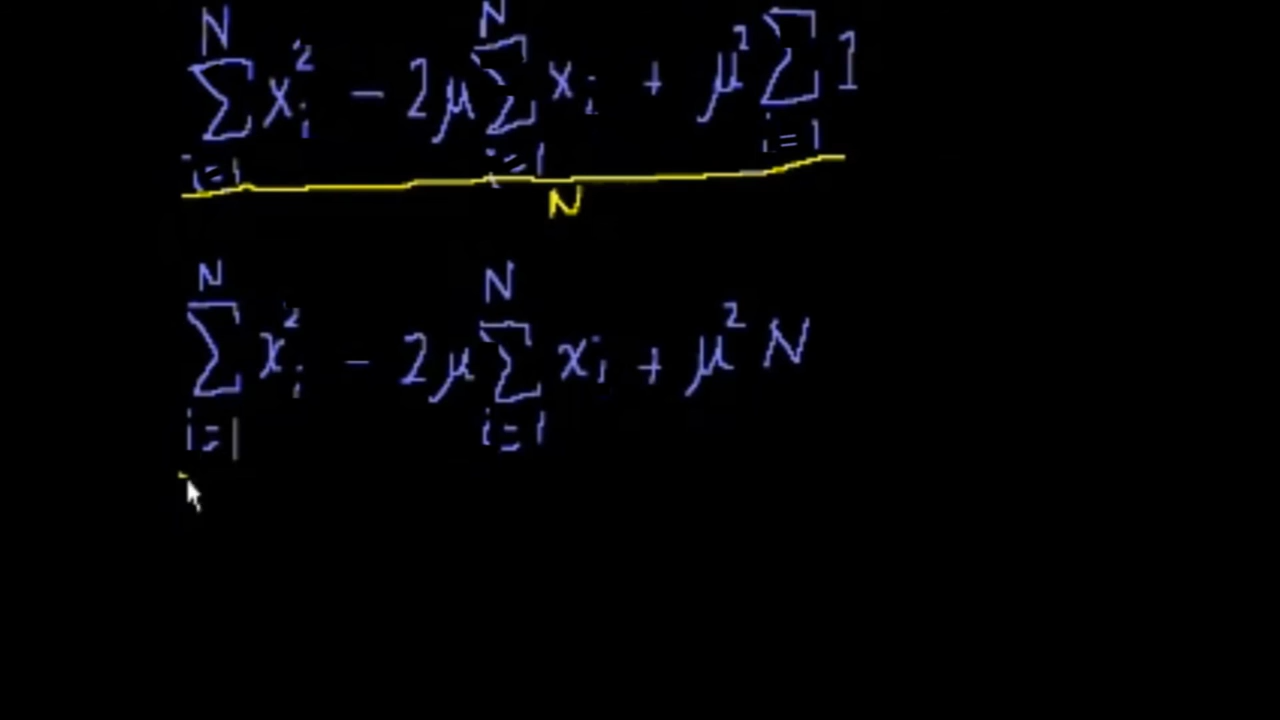 N N
∑ x_i² − 2μ ∑ x_i + μ² ∑ 1
i=1 i=1 i=1
N
N N
∑ x_i² − 2μ ∑ x_i + μ² N
i=1 i=1